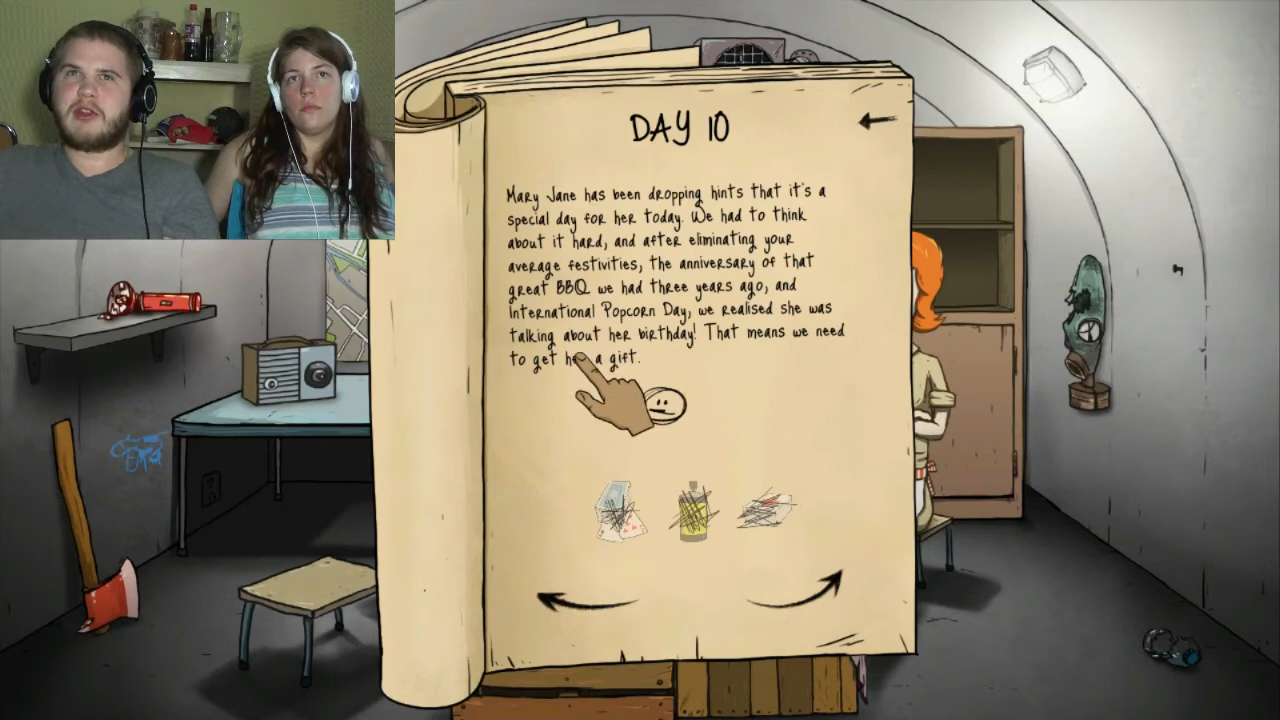 DAY 10
Mary Jane has been dropping hints that it's a
special day for her today. We had to think
about it hard, and after eliminating your
average festivities, the anniversary of that
great BBQ we had three years ago, and
International Popcorn Day, we realised she was
talking about her birthday! That means we need
to get a gift.